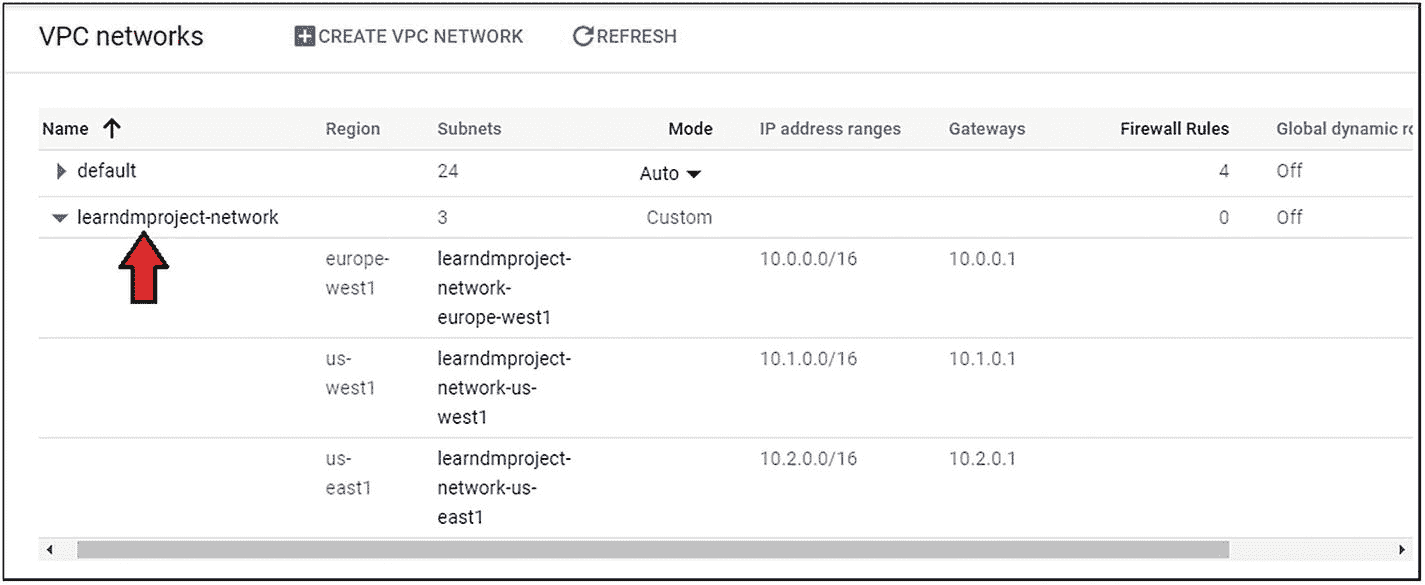 VPC networks CREATE VPC NETWORK REFRESH
Name Region Subnets Mode IP address ranges Gateways Firewall Rules Global dynamic
default 24 Auto 4 Off
learndmproject-network 3 Custom 0 Off
europe- learndmproject- 10.0.0.0/16 10.0.0.1
west1 network-
europe-west1
us- learndmproject- 10.1.0.0/16 10.1.0.1
west1 network-us-
west1
us- learndmproject- 10.2.0.0/16 10.2.0.1
east1 network-us-
east1